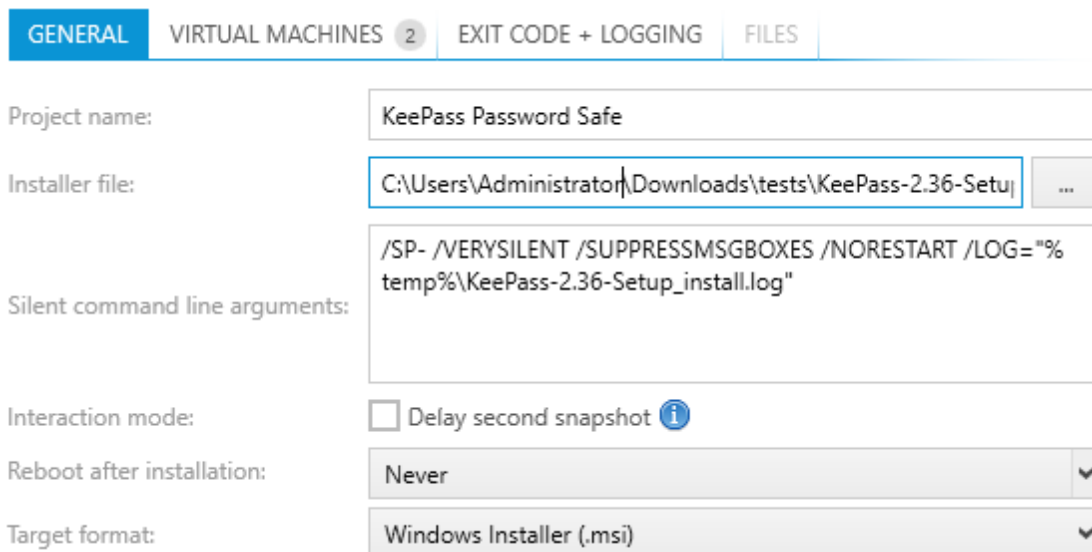 GENERAL VIRTUAL MACHINES 2 EXIT CODE + LOGGING FILES
Project name: KeePass Password Safe
Installer file: C:\Users\Administrator\Downloads\tests\KeePass-2.36-Setup ...
/SP- /VERYSILENT /SUPPRESSMSGBOXES /NORESTART /LOG="%
temp%\KeePass-2.36-Setup_install.log"
Silent command line arguments:
Interaction mode: Delay second snapshot i
Reboot after installation: Never
Target format: Windows Installer (.msi)